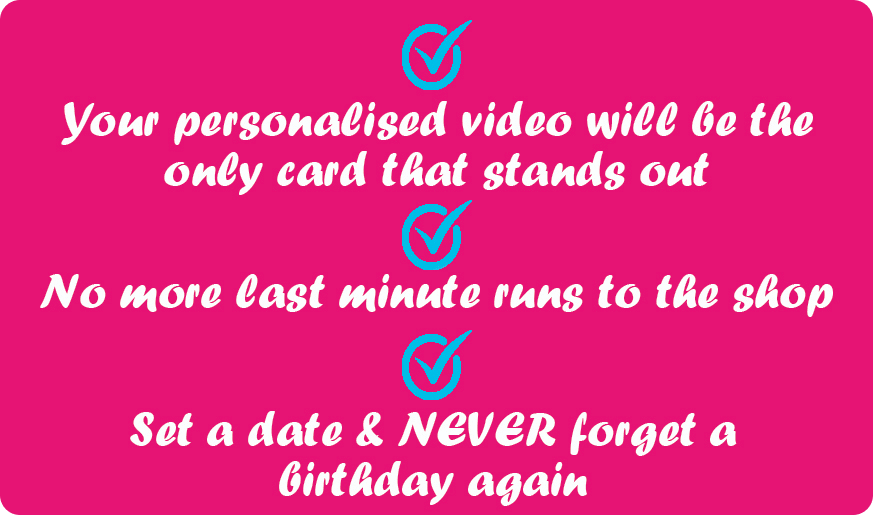 Your personalised video will be the
only card that stands out
No more last minute runs to the shop
Set a date & NEVER forget a
birthday again